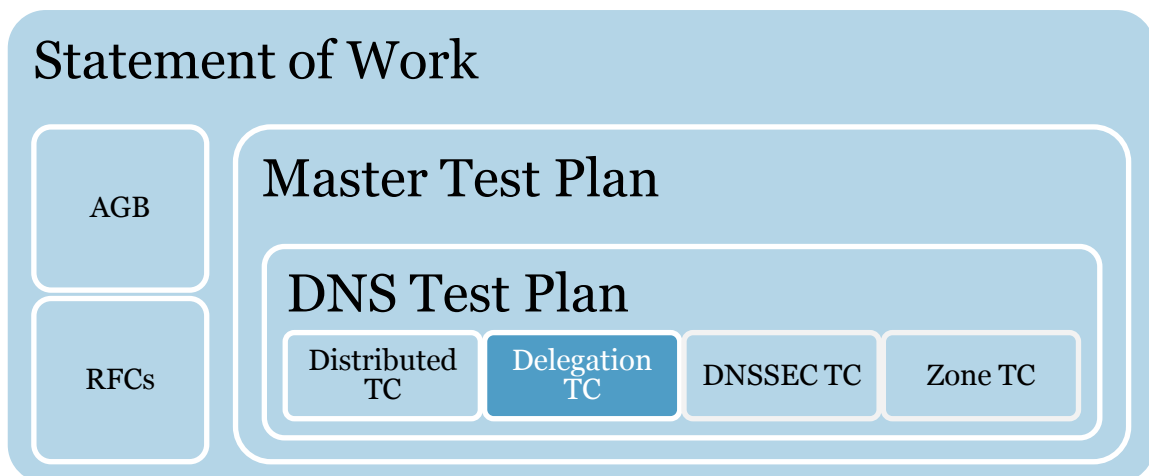 Statement of Work
AGB
RFCs
Master Test Plan
DNS Test Plan
Distributed
TC
Delegation
TC
DNSSEC TC
Zone TC